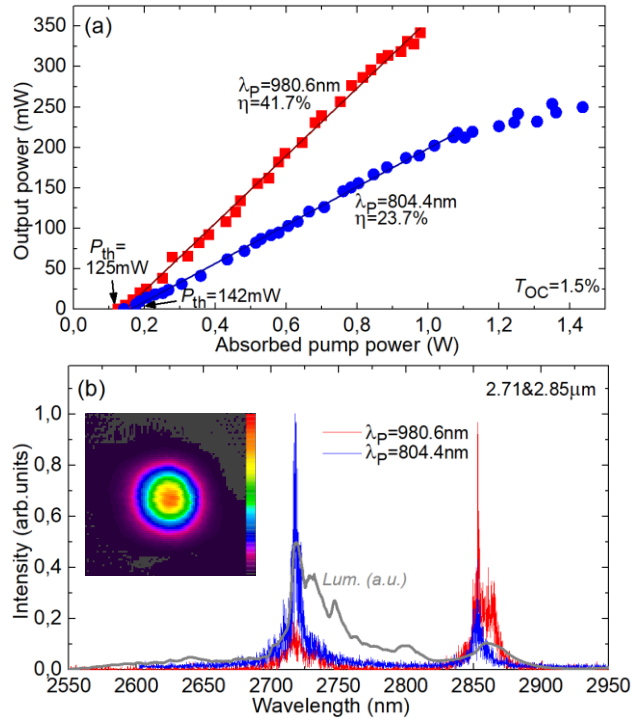 (a)
350
300
250
200
150
100
50
0
Output power (mW)
λP=980.6nm
η=41.7%
λP=804.4nm
η=23.7%
Pth=
125mW
Pth=142mW
TOC=1.5%
0,0 0,2 0,4 0,6 0,8 1,0 1,2 1,4
Absorbed pump power (W)
(b)
2.71&2.85μm
1,0
0,8
0,6
0,4
0,2
0,0
Intensity (arb.units)
λP=980.6nm
λP=804.4nm
Lum. (a.u.)
2550 2600 2650 2700 2750 2800 2850 2900 2950
Wavelength (nm)